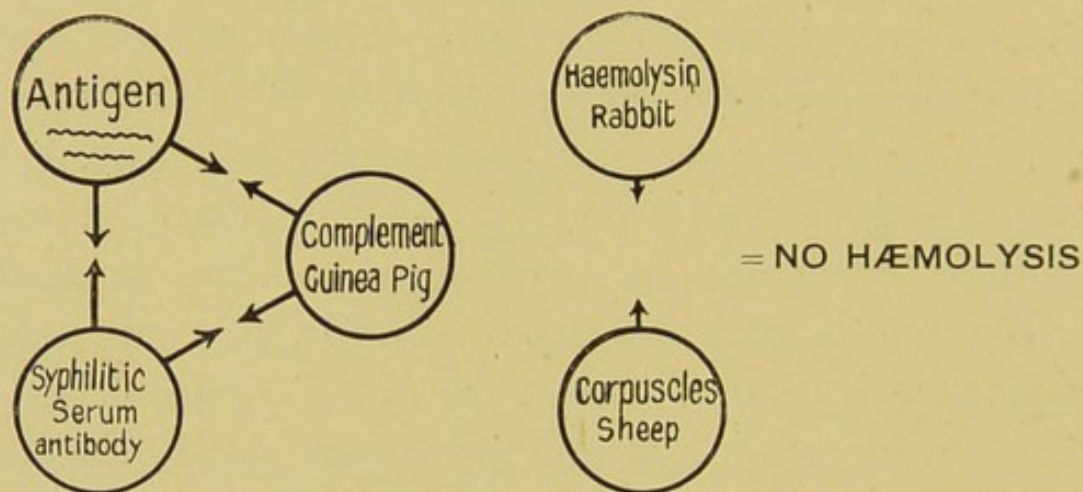 Antigen
Haemolysin
Rabbit
Complement
Guinea Pig
= NO HÆMOLYSIS
Syphilitic
Serum
antibody
Corpuscles
Sheep